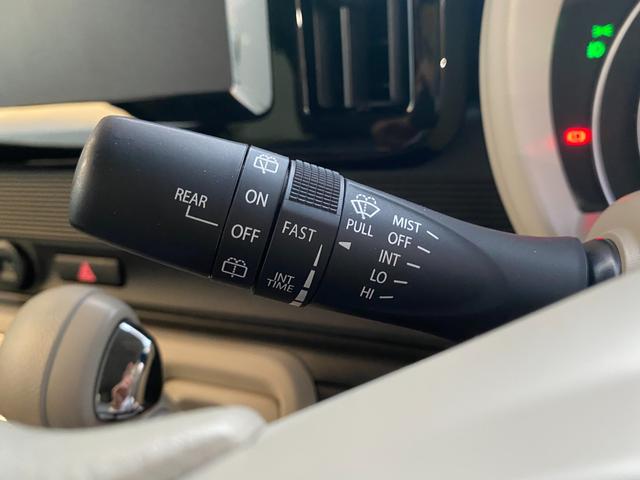 REAR
ON
OFF
FAST
INT
TIME
PULL
MIST
OFF
INT
LO
HI